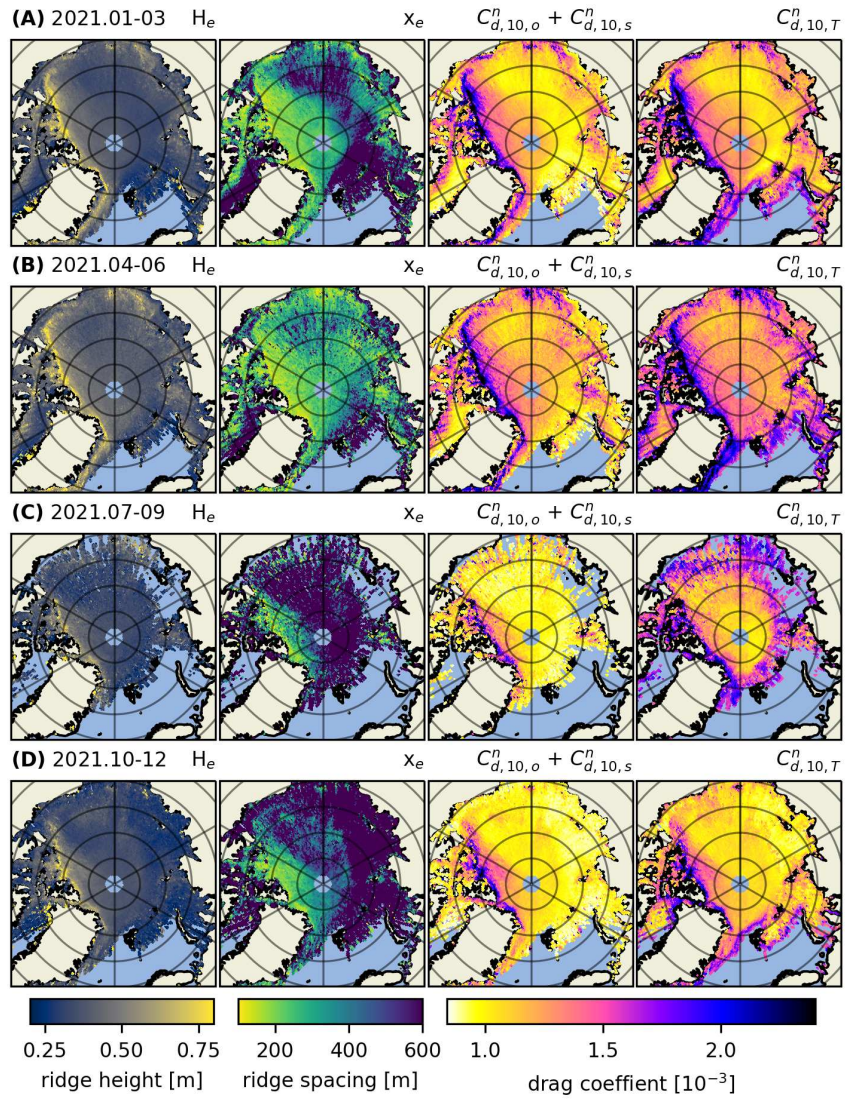 (A) 2021.01-03 H_e x_e C^n_{d,10,o} + C^n_{d,10,s} C^n_{d,10,T}
(B) 2021.04-06 H_e x_e C^n_{d,10,o} + C^n_{d,10,s} C^n_{d,10,T}
(C) 2021.07-09 H_e x_e C^n_{d,10,o} + C^n_{d,10,s} C^n_{d,10,T}
(D) 2021.10-12 H_e x_e C^n_{d,10,o} + C^n_{d,10,s} C^n_{d,10,T}
0.25 0.50 0.75 200 400 600 1.0 1.5 2.0
ridge height [m] ridge spacing [m] drag coeffient [10^{-3}]